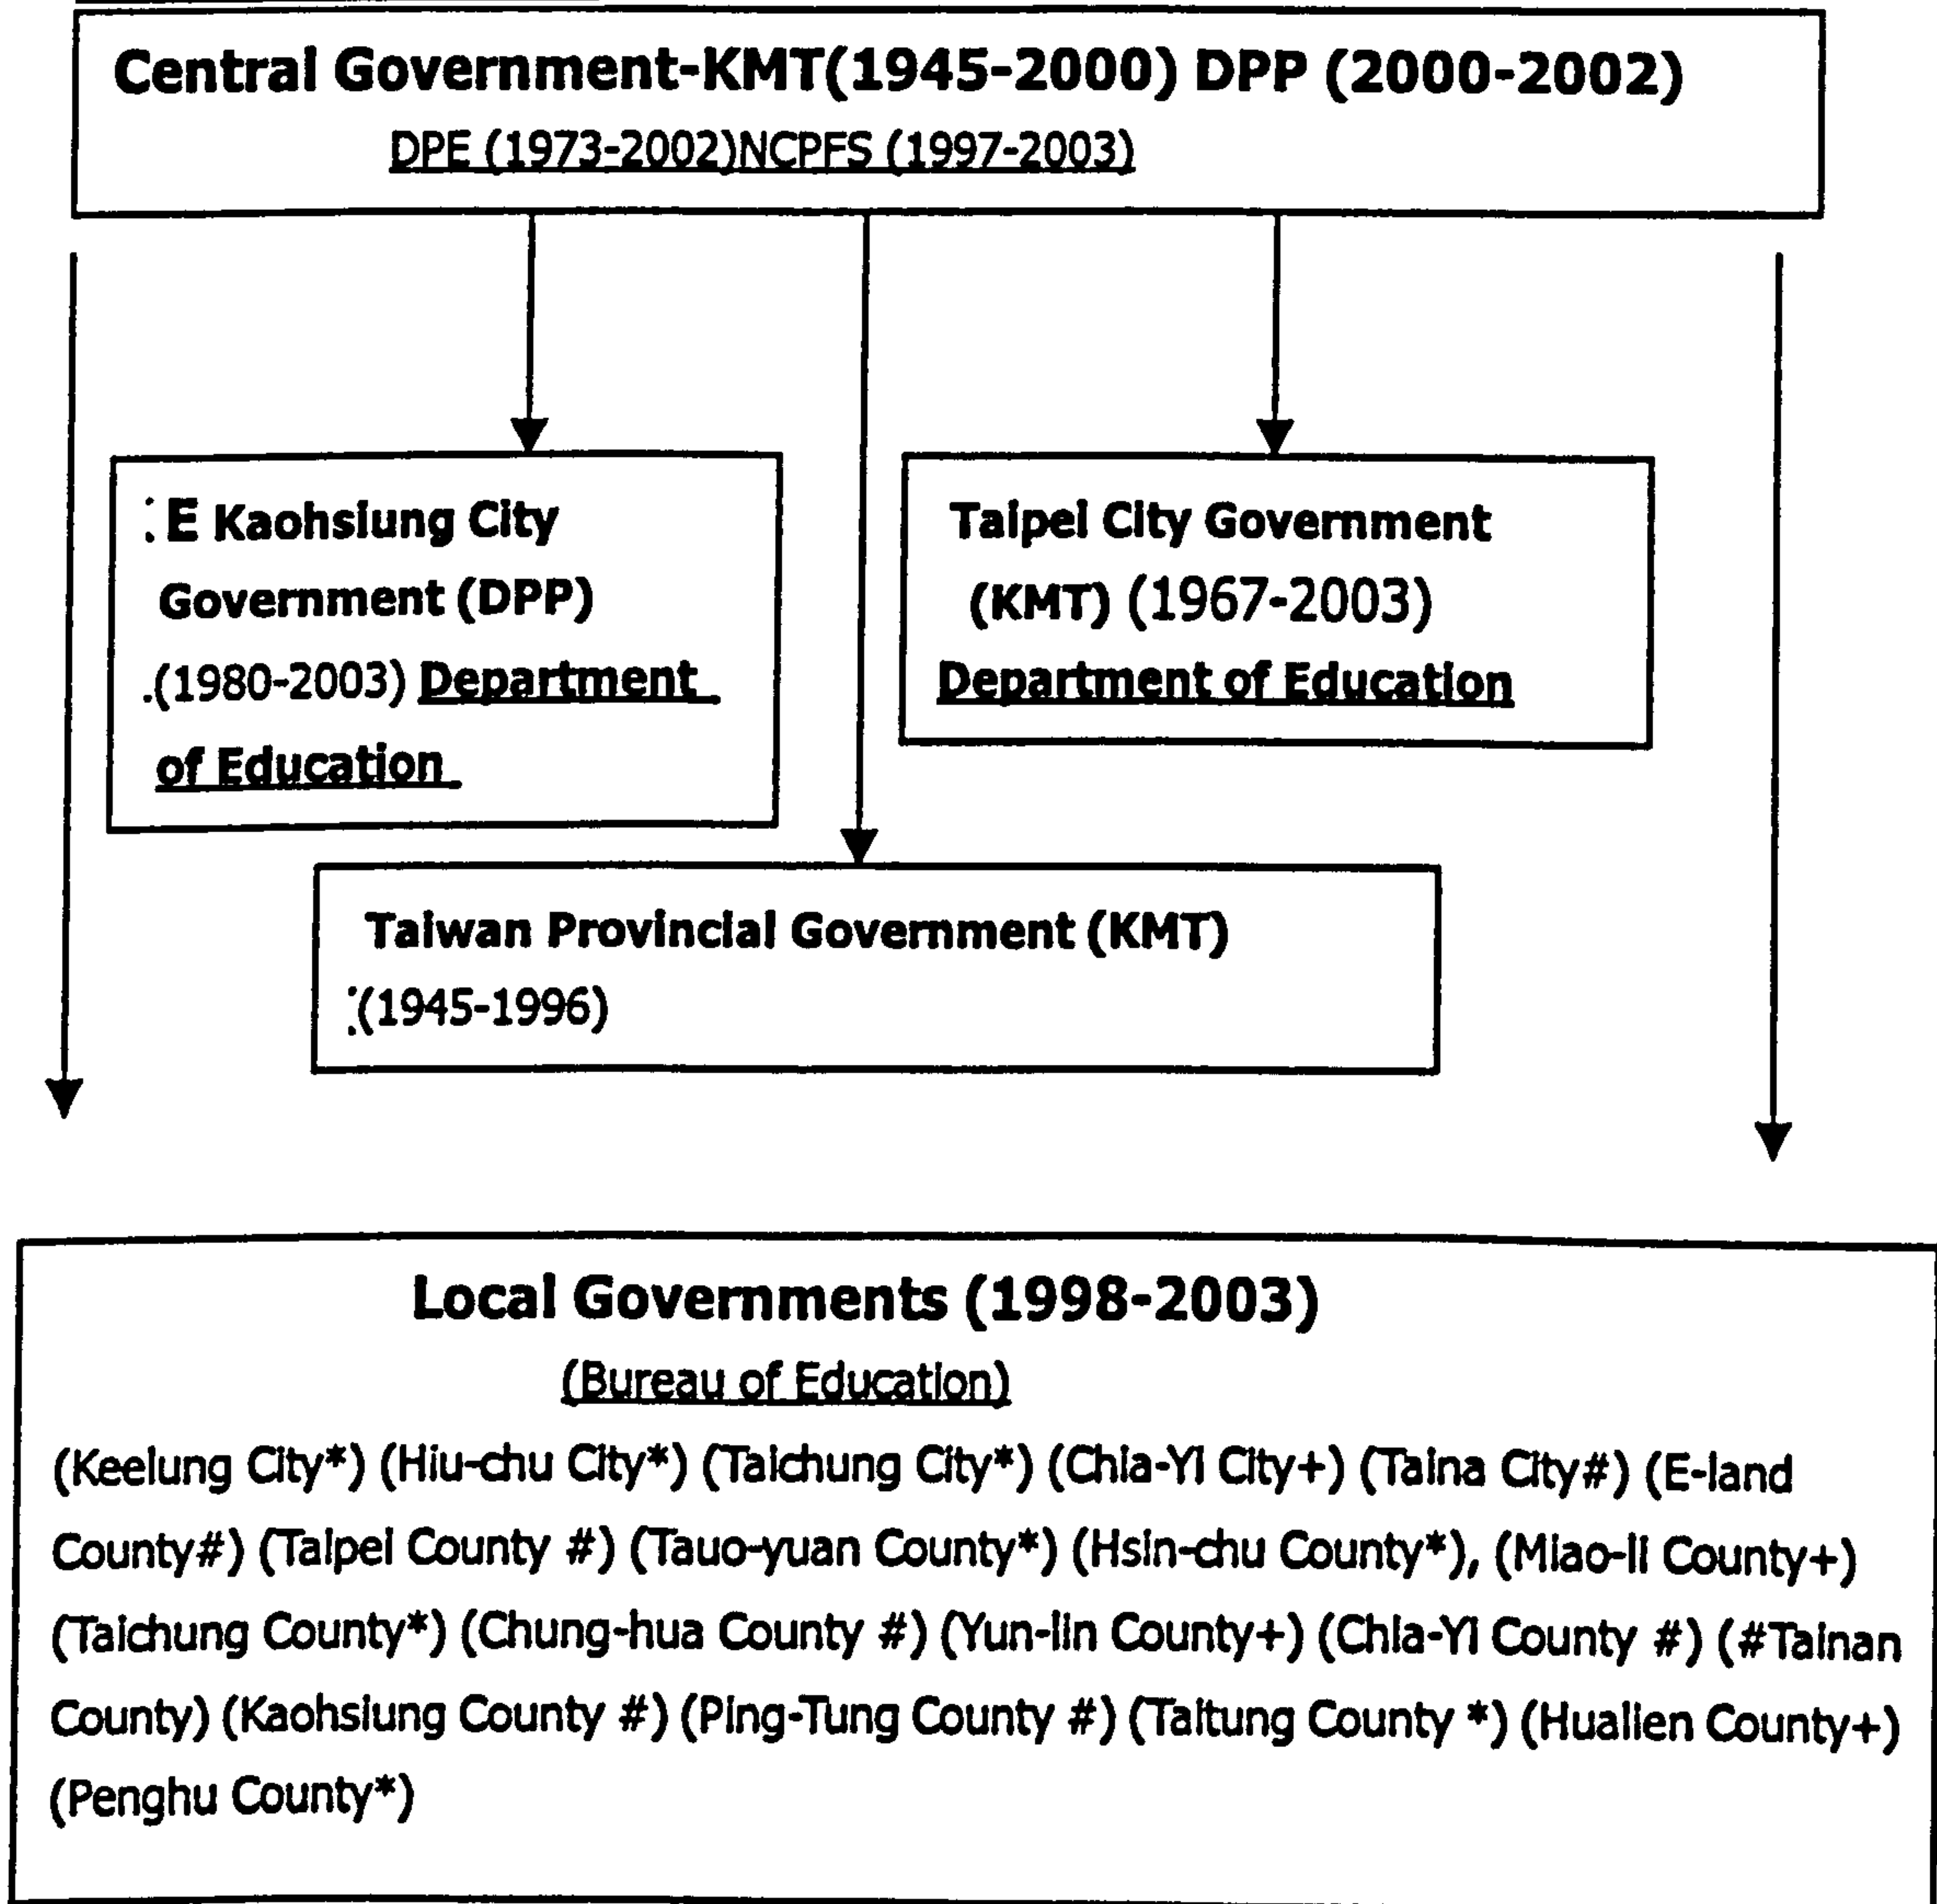 Central Government-KMT(1945-2000) DPP (2000-2002)
DPE (1973-2002)NCPFS (1997-2003)
: E Kaohsiung City
Government (DPP)
.(1980-2003) Department
of Education
Taipei City Government
(KMT) (1967-2003)
Department of Education
Taiwan Provincial Government (KMT)
:(1945-1996)
Local Governments (1998-2003)
(Bureau of Education)
(Keelung City*) (Hiu-chu City*) (Taichung City*) (Chia-Yi City+) (Taina City#) (E-land
County#) (Taipei County #) (Tauo-yuan County*) (Hsin-chu County*), (Miao-li County+)
(Taichung County*) (Chung-hua County #) (Yun-lin County+) (Chia-Yi County #) (#Tainan
County) (Kaohsiung County #) (Ping-Tung County #) (Taitung County *) (Hualien County+)
(Penghu County*)